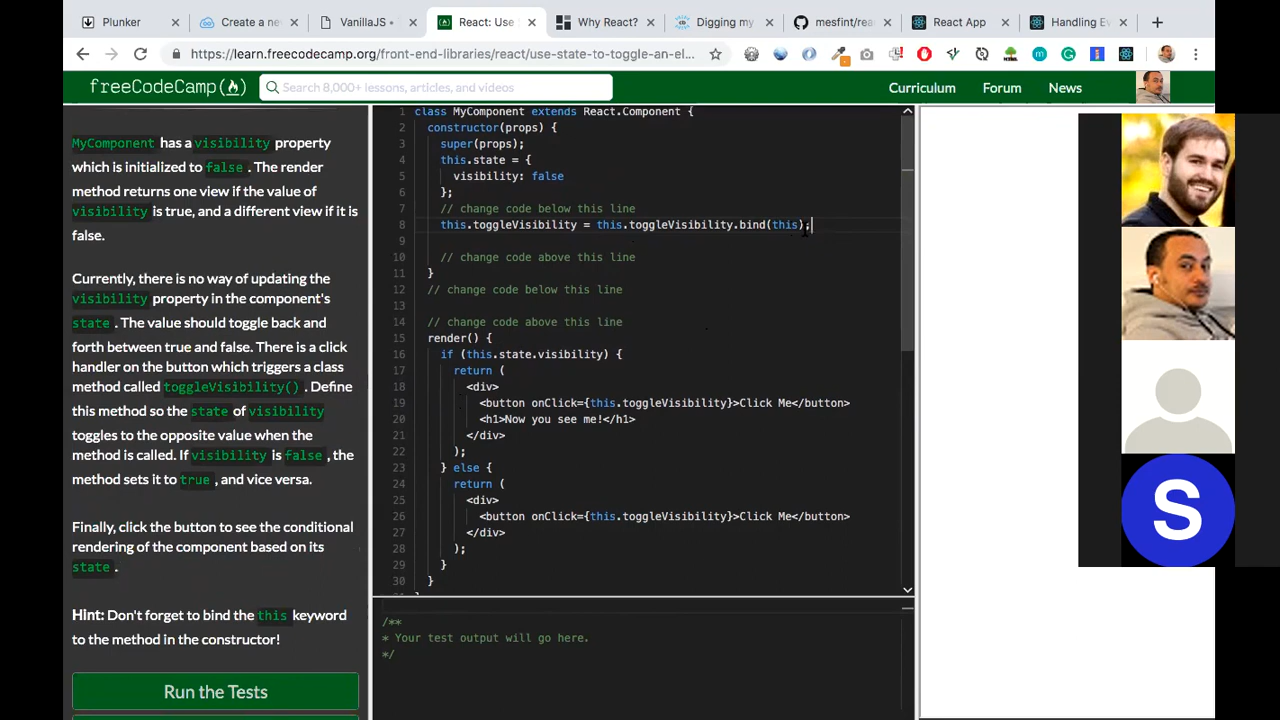 Plunker
Create a ne
VanillaJS •
React: Use
Why React?
Digging my
mesfint/rea
React App
Handling Ev
https://learn.freecodecamp.org/front-end-libraries/react/use-state-to-toggle-an-el...
freeCodeCamp
Search 8,000+ lessons, articles, and videos
Curriculum
Forum
News
MyComponent has a visibility property
which is initialized to false . The render
method returns one view if the value of
visibility is true, and a different view if it is
false.
Currently, there is no way of updating the
visibility property in the component's
state . The value should toggle back and
forth between true and false. There is a click
handler on the button which triggers a class
method called toggleVisibility() . Define
this method so the state of visibility
toggles to the opposite value when the
method is called. If visibility is false , the
method sets it to true , and vice versa.
Finally, click the button to see the conditional
rendering of the component based on its
state .
Hint: Don't forget to bind the this keyword
to the method in the constructor!
Run the Tests
1 class MyComponent extends React.Component {
2 constructor(props) {
3 super(props);
4 this.state = {
5 visibility: false
6 };
7 // change code below this line
8 this.toggleVisibility = this.toggleVisibility.bind(this);
9
10 // change code above this line
11 }
12 // change code below this line
13
14 // change code above this line
15 render() {
16 if (this.state.visibility) {
17 return (
18 <div>
19 <button onClick={this.toggleVisibility}>Click Me</button>
20 <h1>Now you see me!</h1>
21 </div>
22 );
23 } else {
24 return (
25 <div>
26 <button onClick={this.toggleVisibility}>Click Me</button>
27 </div>
28 );
29 }
30 }
/**
* Your test output will go here.
*/
S